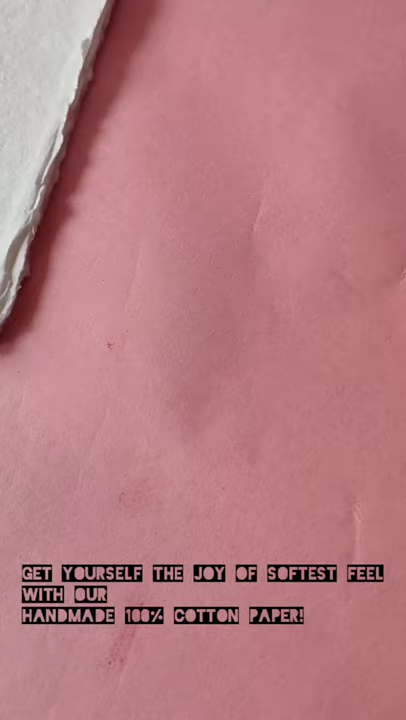 GET YOURSELF THE JOY OF SOFTEST FEEL
WITH OUR
HANDMADE 100% COTTON PAPER!